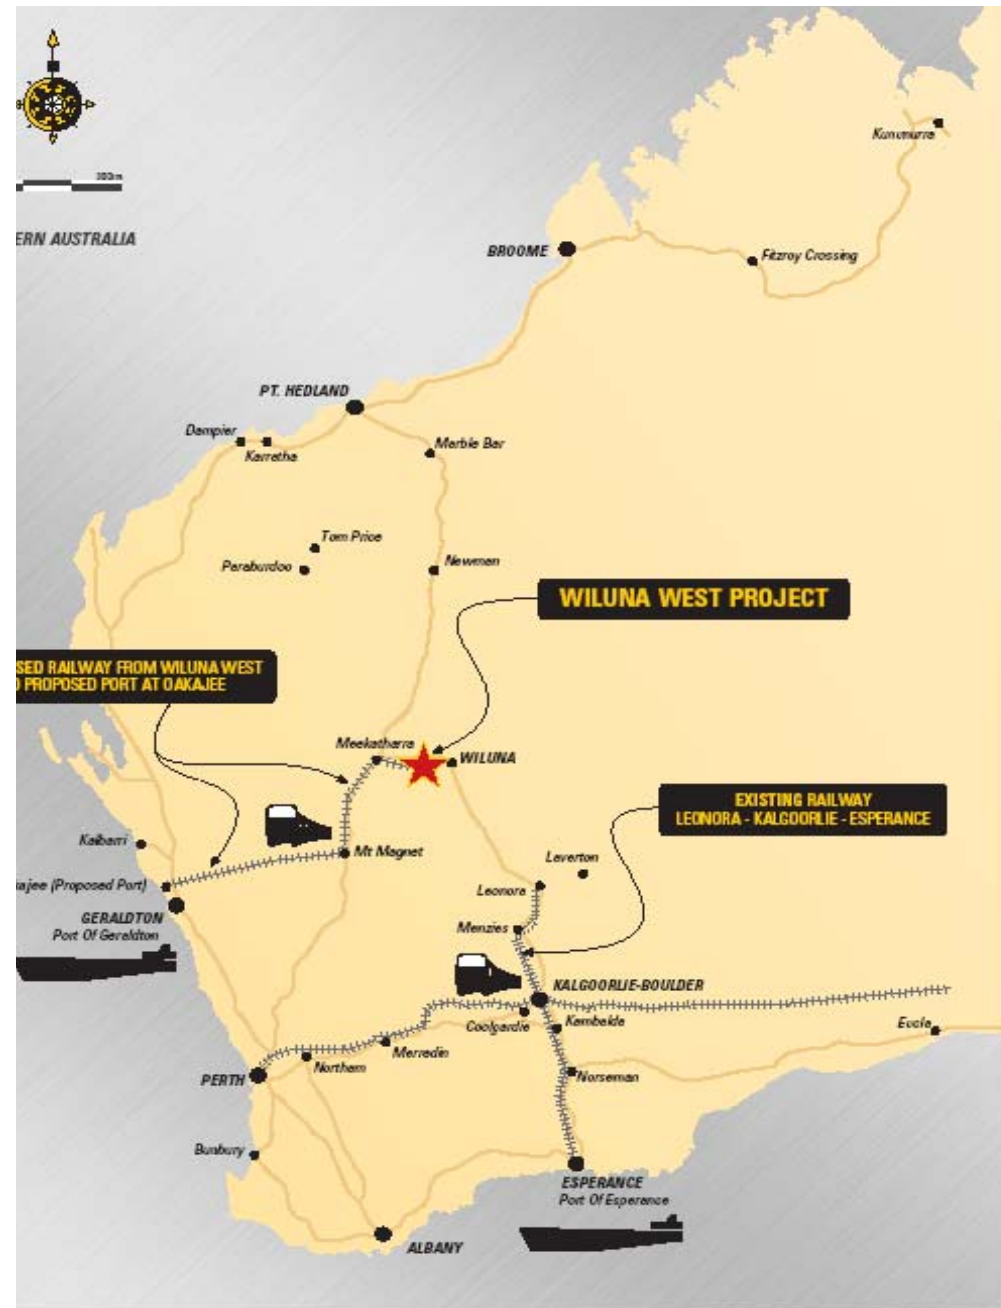 Kununurra
ERN AUSTRALIA
BROOME
Fitzroy Crossing
PT. HEDLAND
Dampier
Karratha
Marble Bar
Tom Price
Paraburdoo
Newman
WILUNA WEST PROJECT
SED RAILWAY FROM WILUNA WEST
O PROPOSED PORT AT OAKAJEE
Meekatharra
WILUNA
EXISTING RAILWAY
LEONORA - KALGOORLIE - ESPERANCE
Kalbarri
Mt Magnet
Laverton
kajee (Proposed Port)
Leonora
GERALDTON
Port Of Geraldton
Menzies
KALGOORLIE-BOULDER
Coolgardie
Kambalda
Eucla
Merredin
Northam
PERTH
Norseman
Bunbury
ESPERANCE
Port Of Esperance
ALBANY